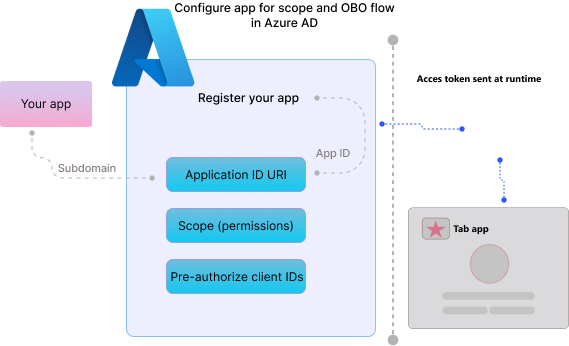 Configure app for scope and OBO flow
in Azure AD
Acces token sent at runtime
Register your app
Your app
App ID
Subdomain
Application ID URI
Scope (permissions)
Tab app
Pre-authorize client IDs